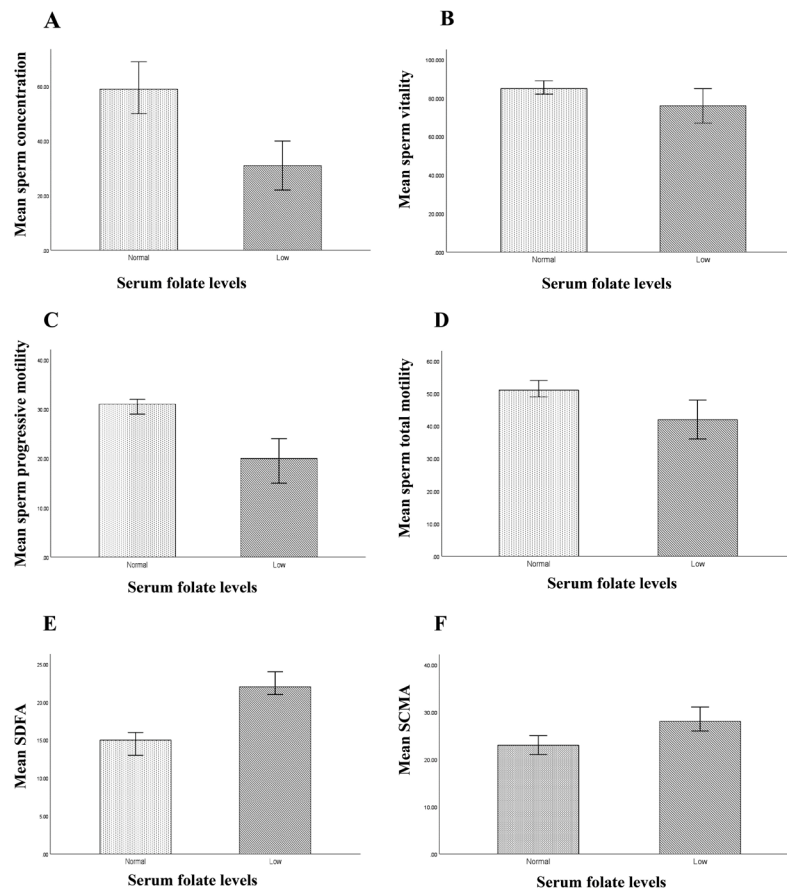 A
Mean sperm concentration
60.00
40.00
20.00
.00
Normal
Low
Serum folate levels
B
Mean sperm vitality
100.000
80.000
60.000
40.000
20.000
.000
Normal
Low
Serum folate levels
C
Mean sperm progressive motility
40.00
30.00
20.00
10.00
.00
Normal
Low
Serum folate levels
D
Mean sperm total motility
60.00
50.00
40.00
30.00
20.00
10.00
.00
Normal
Low
Serum folate levels
E
Mean SDFA
25.00
20.00
15.00
10.00
5.00
.00
Normal
Low
Serum folate levels
F
Mean SCMA
40.00
30.00
20.00
10.00
.00
Normal
Low
Serum folate levels